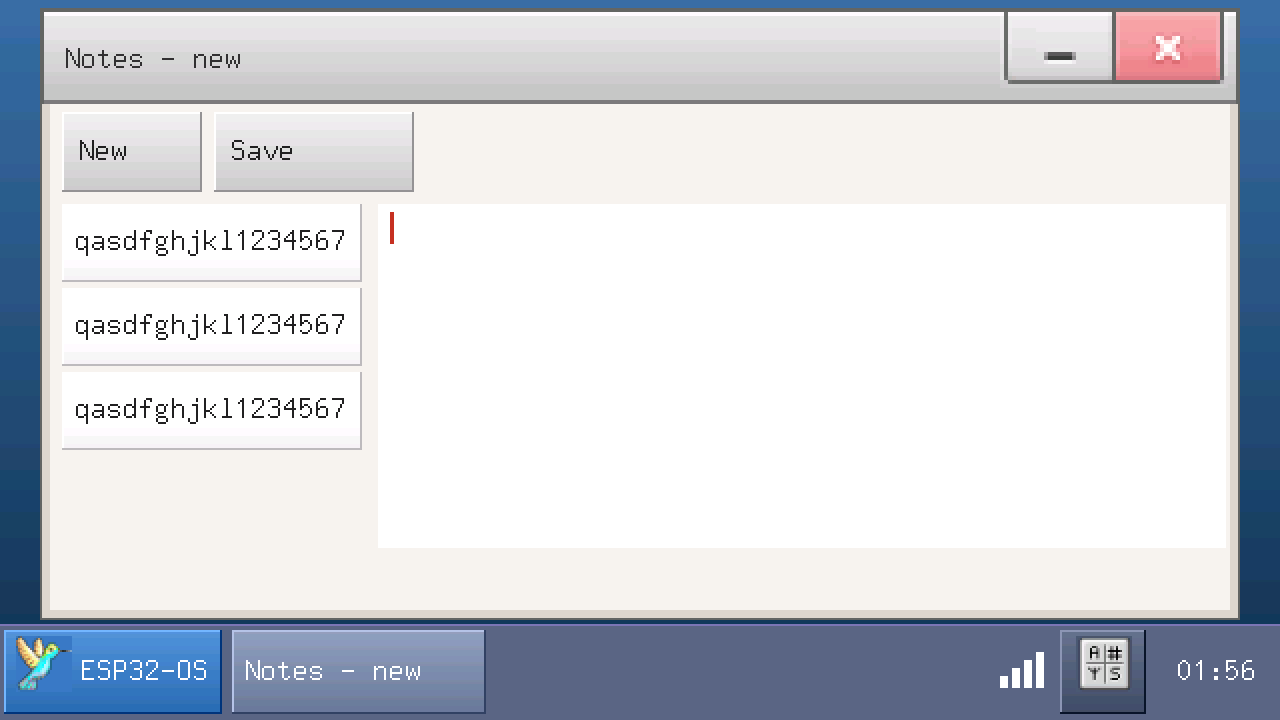 Notes - new
New
Save
qasdfghjkl1234567
qasdfghjkl1234567
qasdfghjkl1234567
ESP32-OS
Notes - new
A #
Ť S
01:56